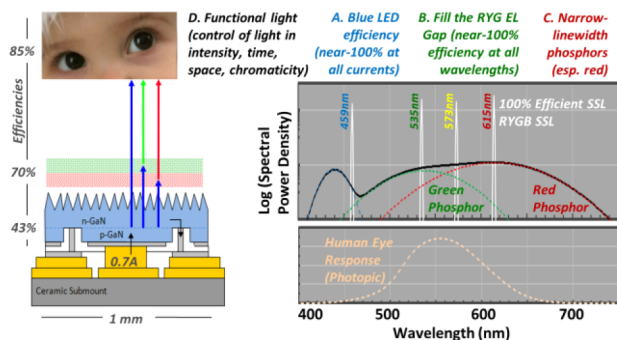 D. Functional light
(control of light in
intensity, time,
space, chromaticity)
A. Blue LED
efficiency
(near-100% at
all currents)
B. Fill the RYG EL
Gap (near-100%
efficiency at all
wavelengths)
C. Narrow-
linewidth
phosphors
(esp. red)
85%
Efficiencies
70%
43%
n-GaN
p-GaN
0.7A
Ceramic Submount
1 mm
Log (Spectral
Power Density)
459nm
535nm
573nm
615nm
100% Efficient SSL
RYGB SSL
Green
Phosphor
Red
Phosphor
Human Eye
Response
(Photopic)
400
500
600
700
Wavelength (nm)